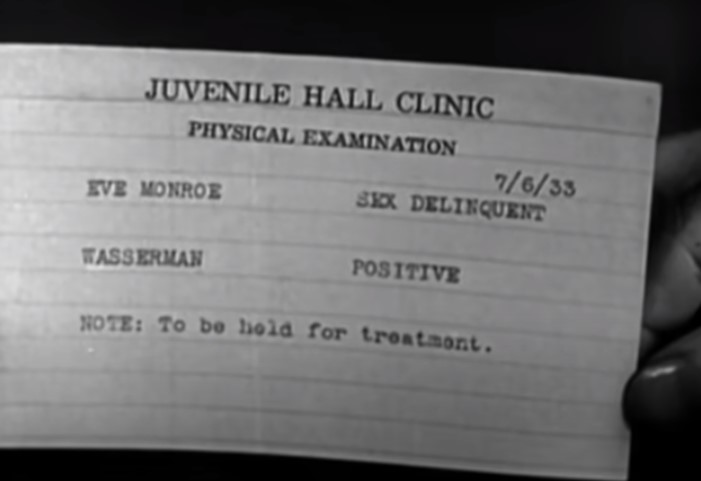 JUVENILE HALL CLINIC
PHYSICAL EXAMINATION
7/6/33
EVE MONROE SEX DELINQUENT
WASSERMAN POSITIVE
NOTE: To be held for treatment.